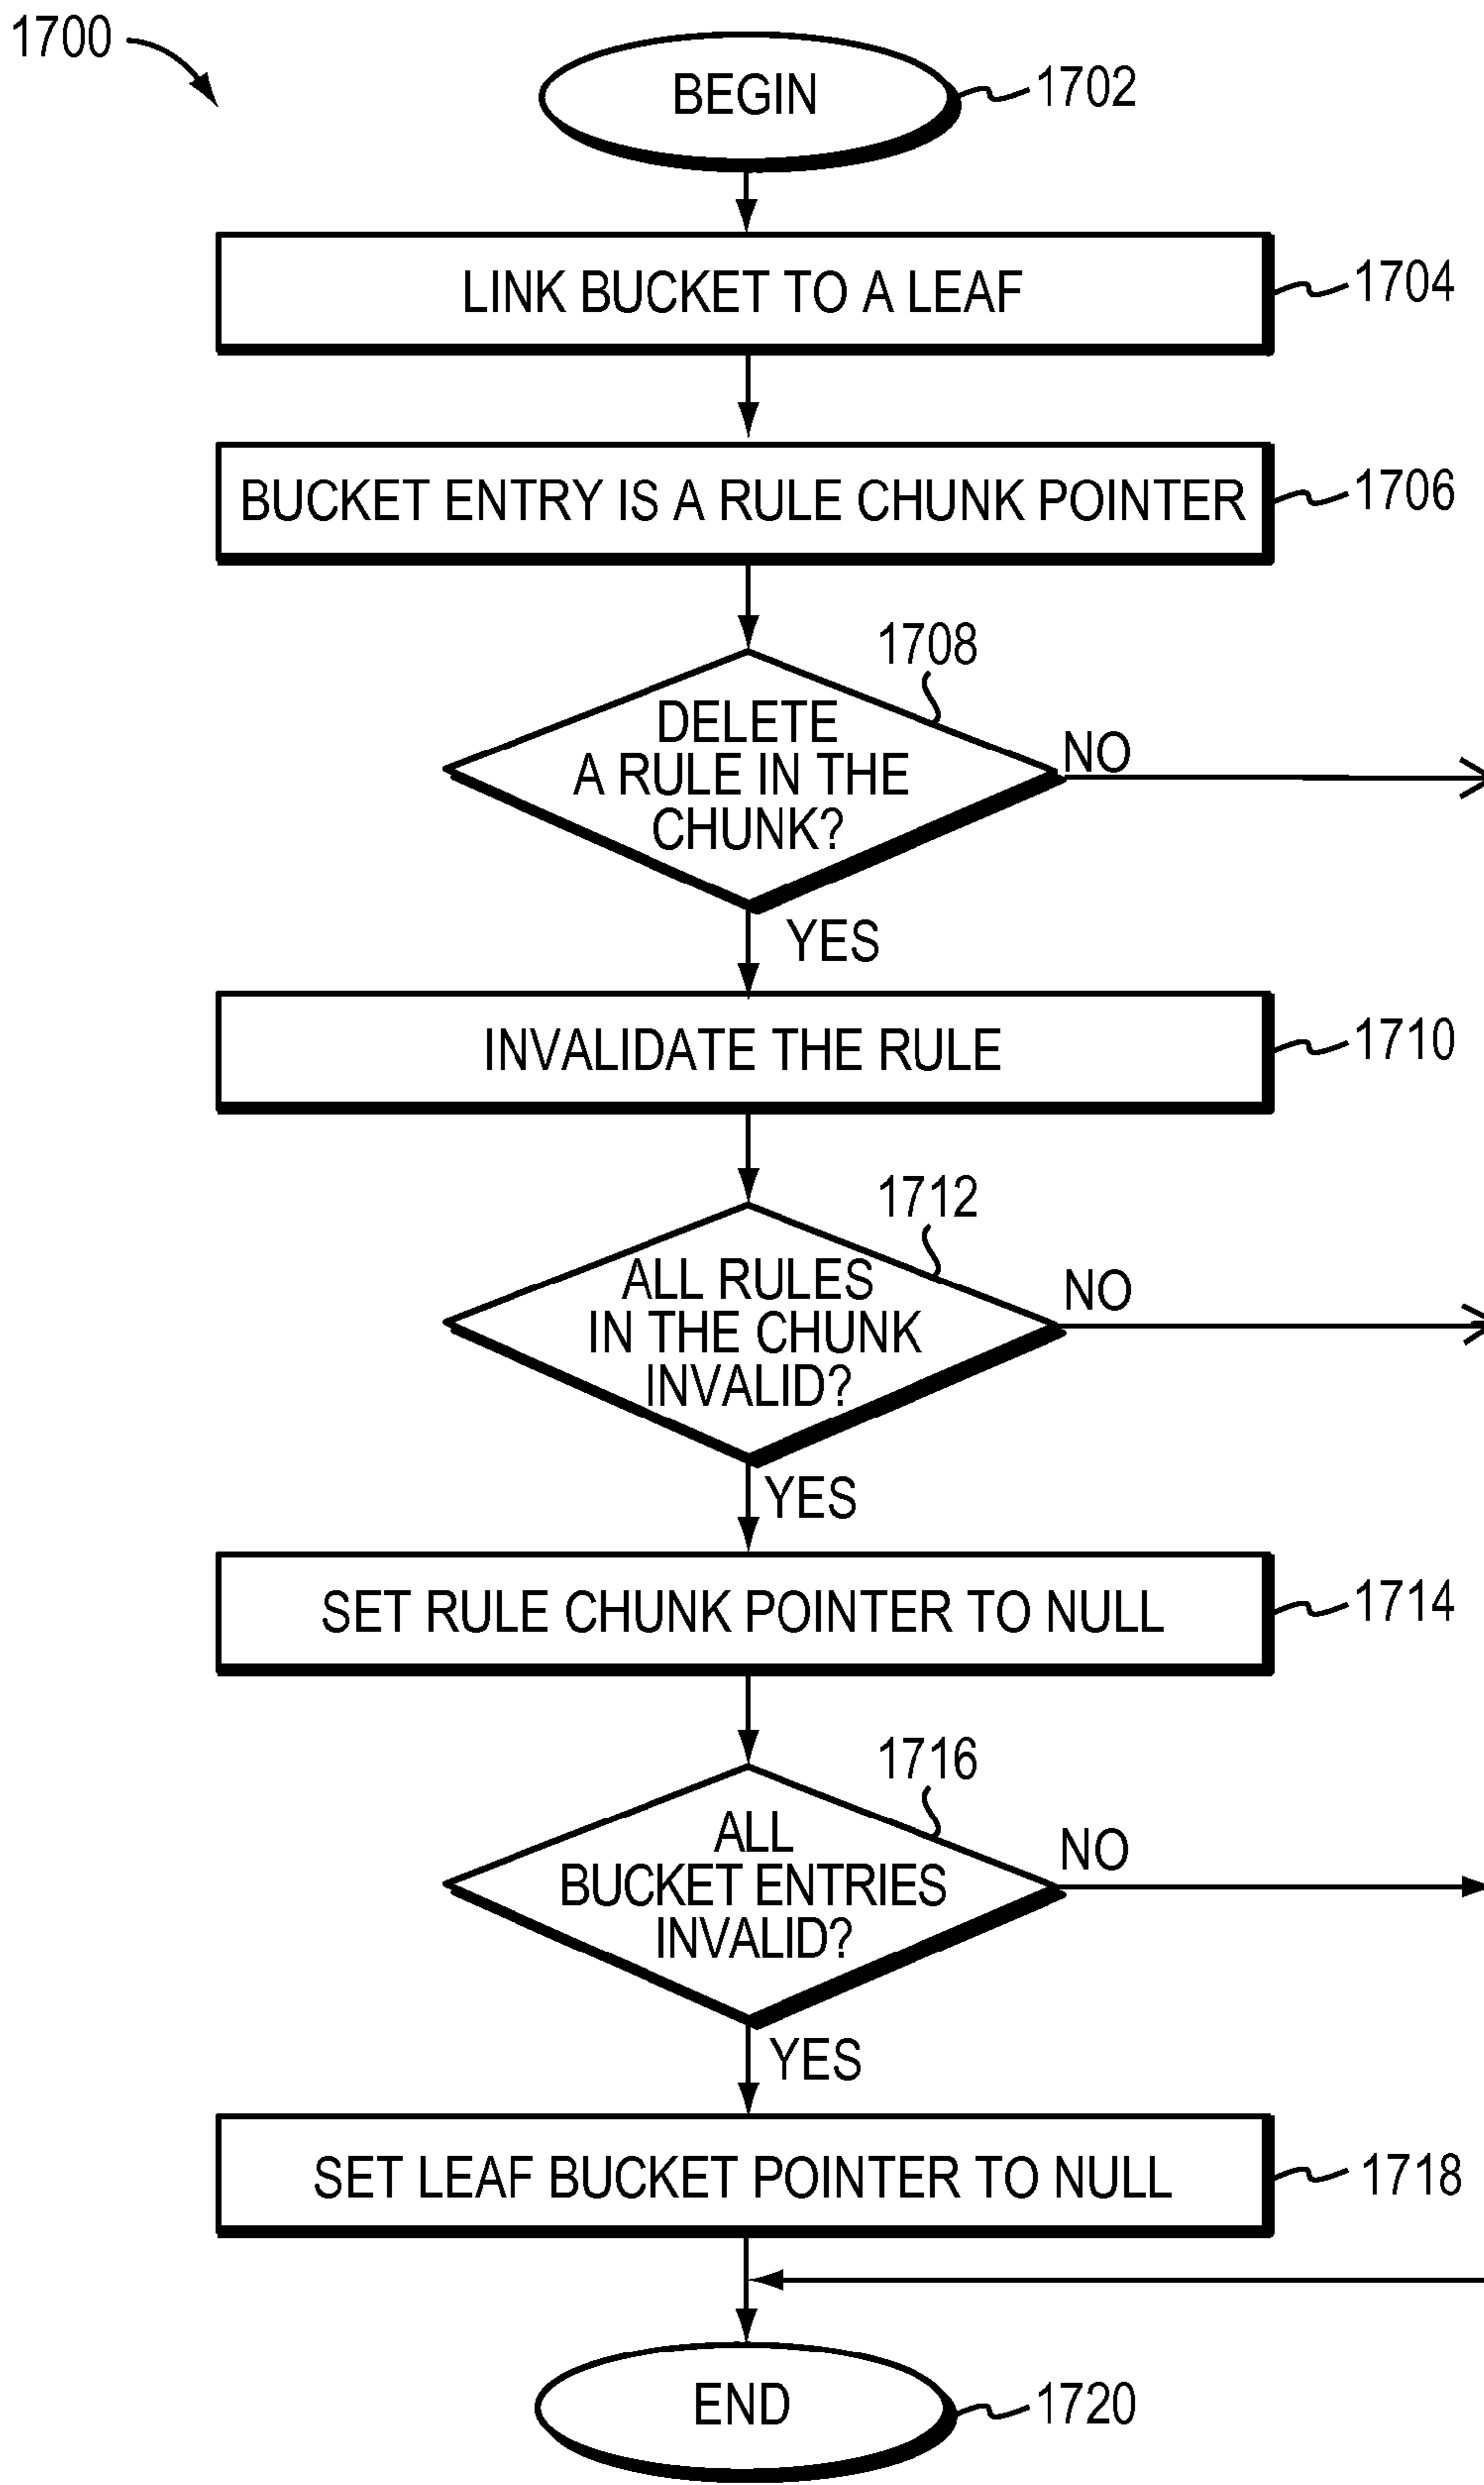 1700
BEGIN
1702
LINK BUCKET TO A LEAF
1704
BUCKET ENTRY IS A RULE CHUNK POINTER
1706
1708
DELETE
A RULE IN THE
CHUNK?
NO
YES
INVALIDATE THE RULE
1710
1712
ALL RULES
IN THE CHUNK
INVALID?
NO
YES
SET RULE CHUNK POINTER TO NULL
1714
1716
ALL
BUCKET ENTRIES
INVALID?
NO
YES
SET LEAF BUCKET POINTER TO NULL
1718
END
1720